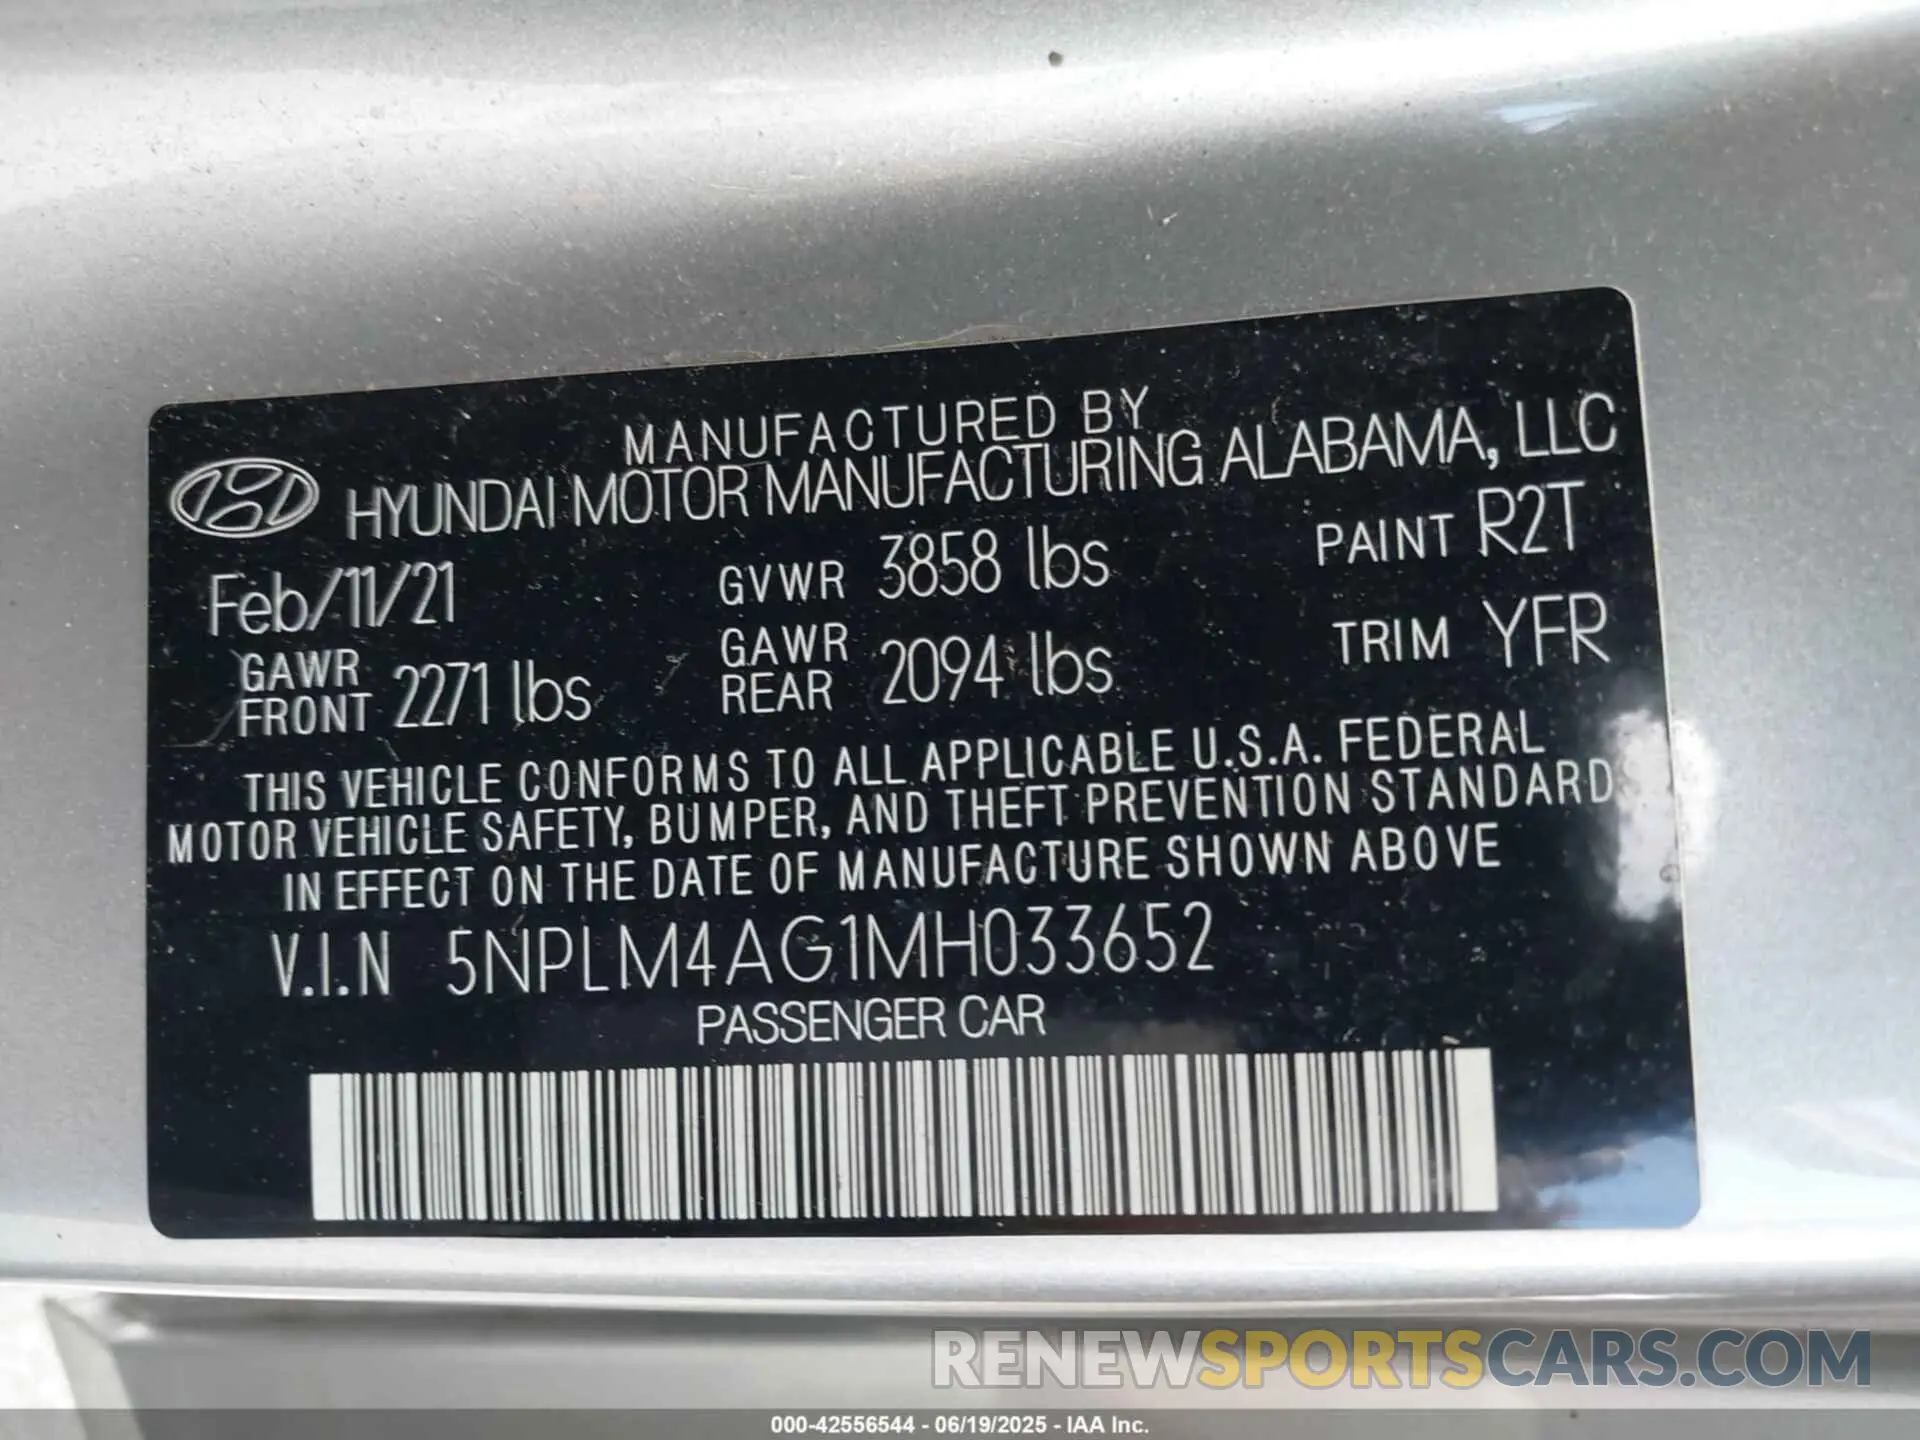 MANUFACTURED BY
HYUNDAI MOTOR MANUFACTURING ALABAMA, LLC
Feb/11/21 GVWR 3858 lbs PAINT R2T
GAWR FRONT 2271 lbs GAWR REAR 2094 lbs TRIM YFR
THIS VEHICLE CONFORMS TO ALL APPLICABLE U.S.A. FEDERAL
MOTOR VEHICLE SAFETY, BUMPER, AND THEFT PREVENTION STANDARDS
IN EFFECT ON THE DATE OF MANUFACTURE SHOWN ABOVE
V.I.N 5NPLM4AG1MH033652
PASSENGER CAR
RENEWSPORTSCARS.COM
000-42556544 - 06/19/2025 - IAA Inc.